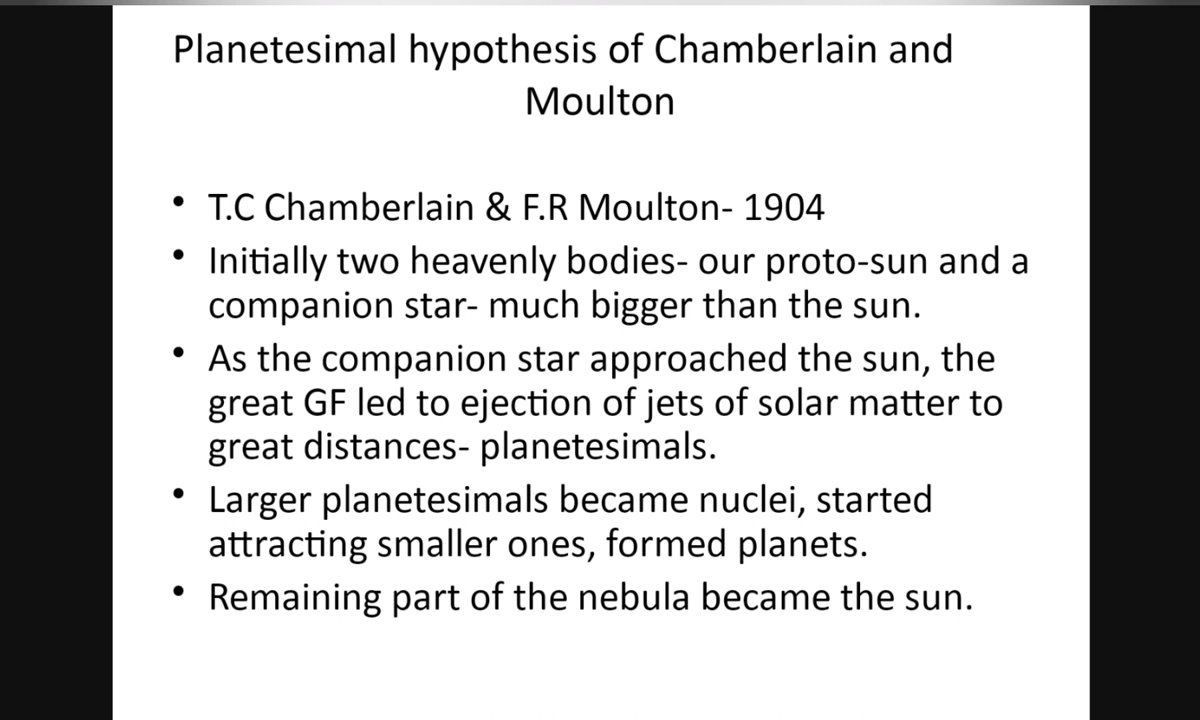 Planetesimal hypothesis of Chamberlain and
Moulton
• T.C Chamberlain & F.R Moulton- 1904
• Initially two heavenly bodies- our proto-sun and a
companion star- much bigger than the sun.
• As the companion star approached the sun, the
great GF led to ejection of jets of solar matter to
great distances- planetesimals.
• Larger planetesimals became nuclei, started
attracting smaller ones, formed planets.
• Remaining part of the nebula became the sun.